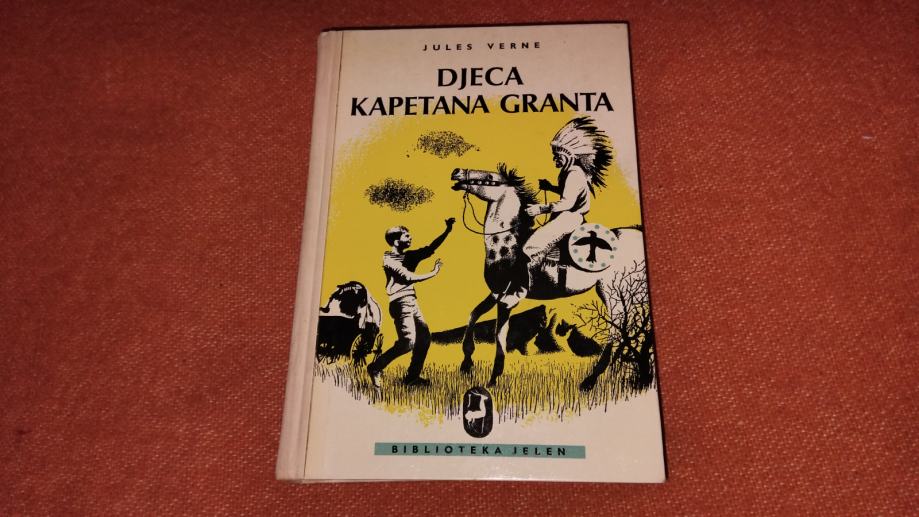 JULES VERNE
DJECA
KAPETANA GRANTA
BIBLIOTEKA JELEN